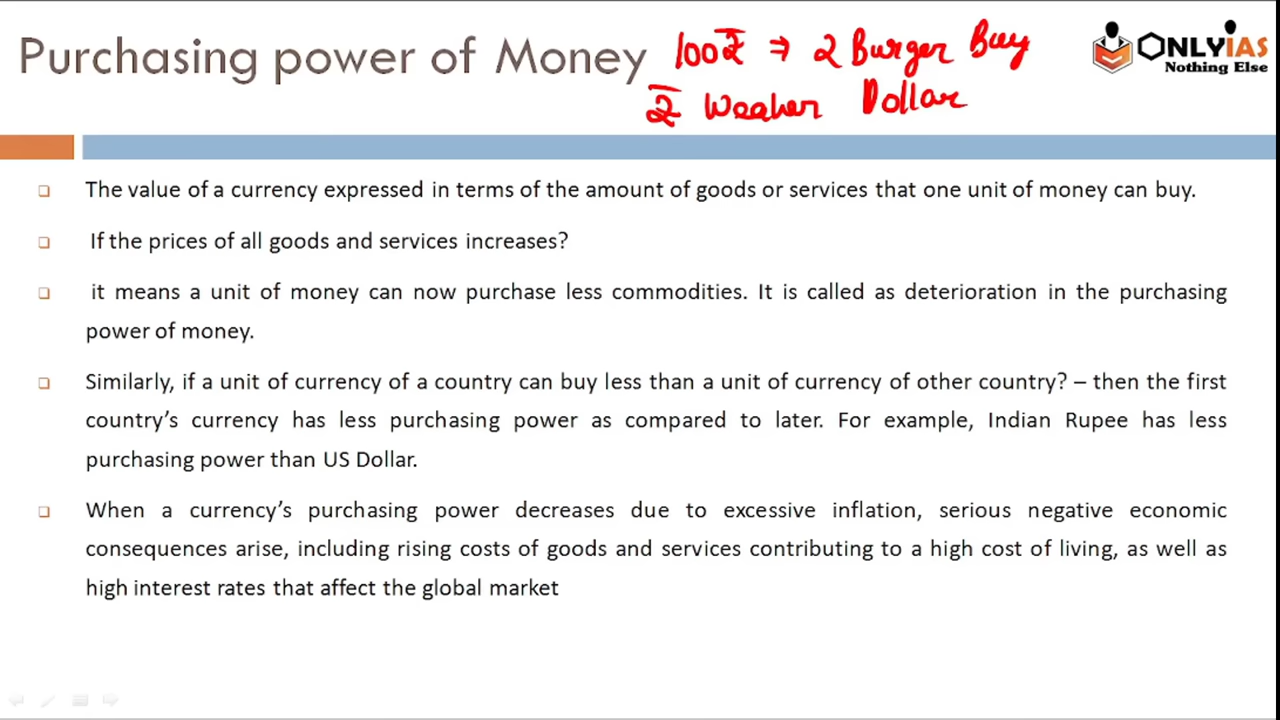 Purchasing power of Money
100₹ ⇒ 2 Burger Buy
₹ Weaker Dollar
ONLYIAS
Nothing Else
The value of a currency expressed in terms of the amount of goods or services that one unit of money can buy.
If the prices of all goods and services increases?
it means a unit of money can now purchase less commodities. It is called as deterioration in the purchasing
power of money.
Similarly, if a unit of currency of a country can buy less than a unit of currency of other country? – then the first
country’s currency has less purchasing power as compared to later. For example, Indian Rupee has less
purchasing power than US Dollar.
When a currency’s purchasing power decreases due to excessive inflation, serious negative economic
consequences arise, including rising costs of goods and services contributing to a high cost of living, as well as
high interest rates that affect the global market